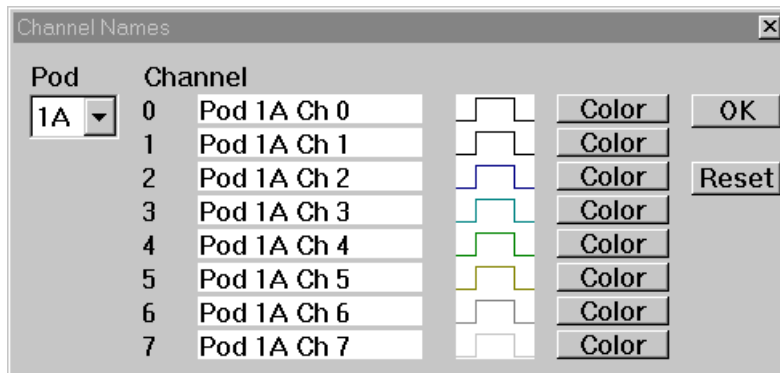 Channel Names
Pod Channel
1A 0 Pod 1A Ch 0 Color OK
1 Pod 1A Ch 1 Color
2 Pod 1A Ch 2 Color Reset
3 Pod 1A Ch 3 Color
4 Pod 1A Ch 4 Color
5 Pod 1A Ch 5 Color
6 Pod 1A Ch 6 Color
7 Pod 1A Ch 7 Color